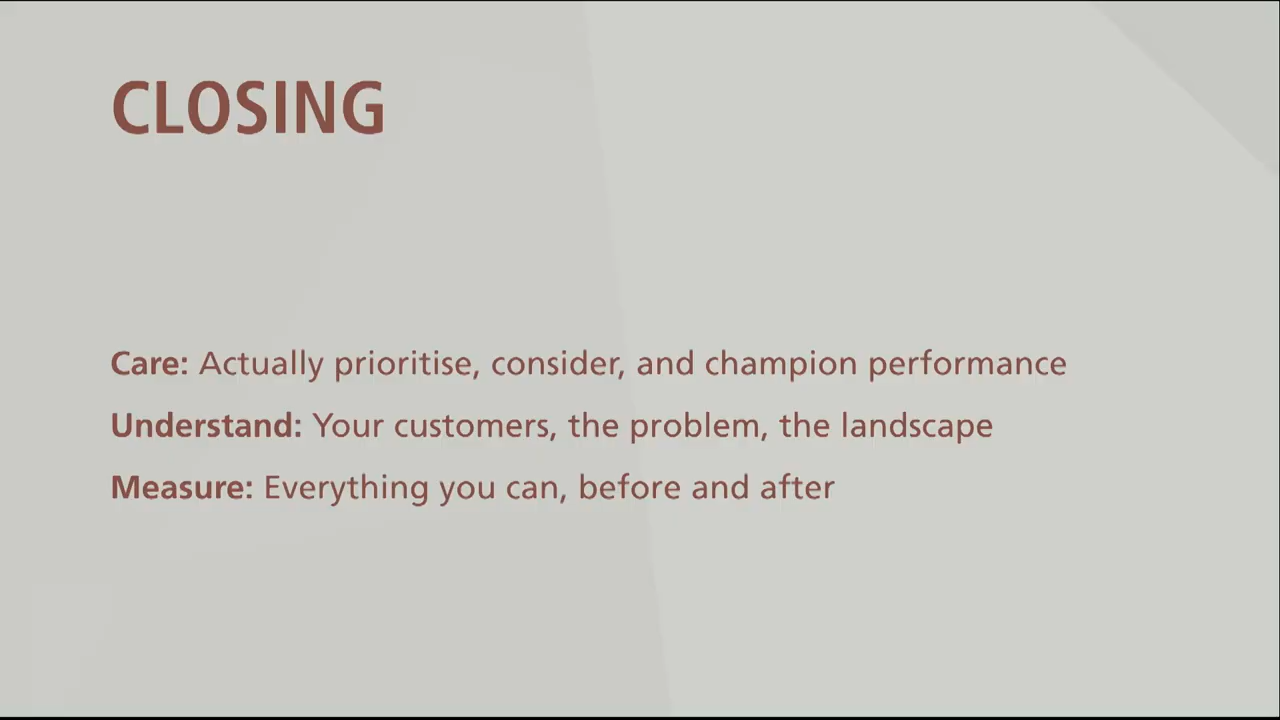 CLOSING
Care: Actually prioritise, consider, and champion performance
Understand: Your customers, the problem, the landscape
Measure: Everything you can, before and after